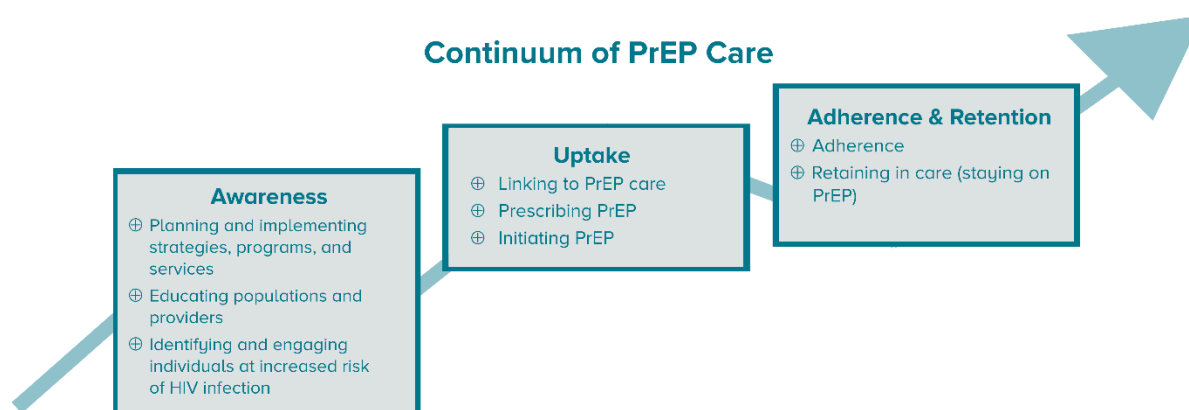 Continuum of PrEP Care
Awareness
⊕ Planning and implementing
strategies, programs, and
services
⊕ Educating populations and
providers
⊕ Identifying and engaging
individuals at increased risk
of HIV infection
Uptake
⊕ Linking to PrEP care
⊕ Prescribing PrEP
⊕ Initiating PrEP
Adherence & Retention
⊕ Adherence
⊕ Retaining in care (staying on
PrEP)